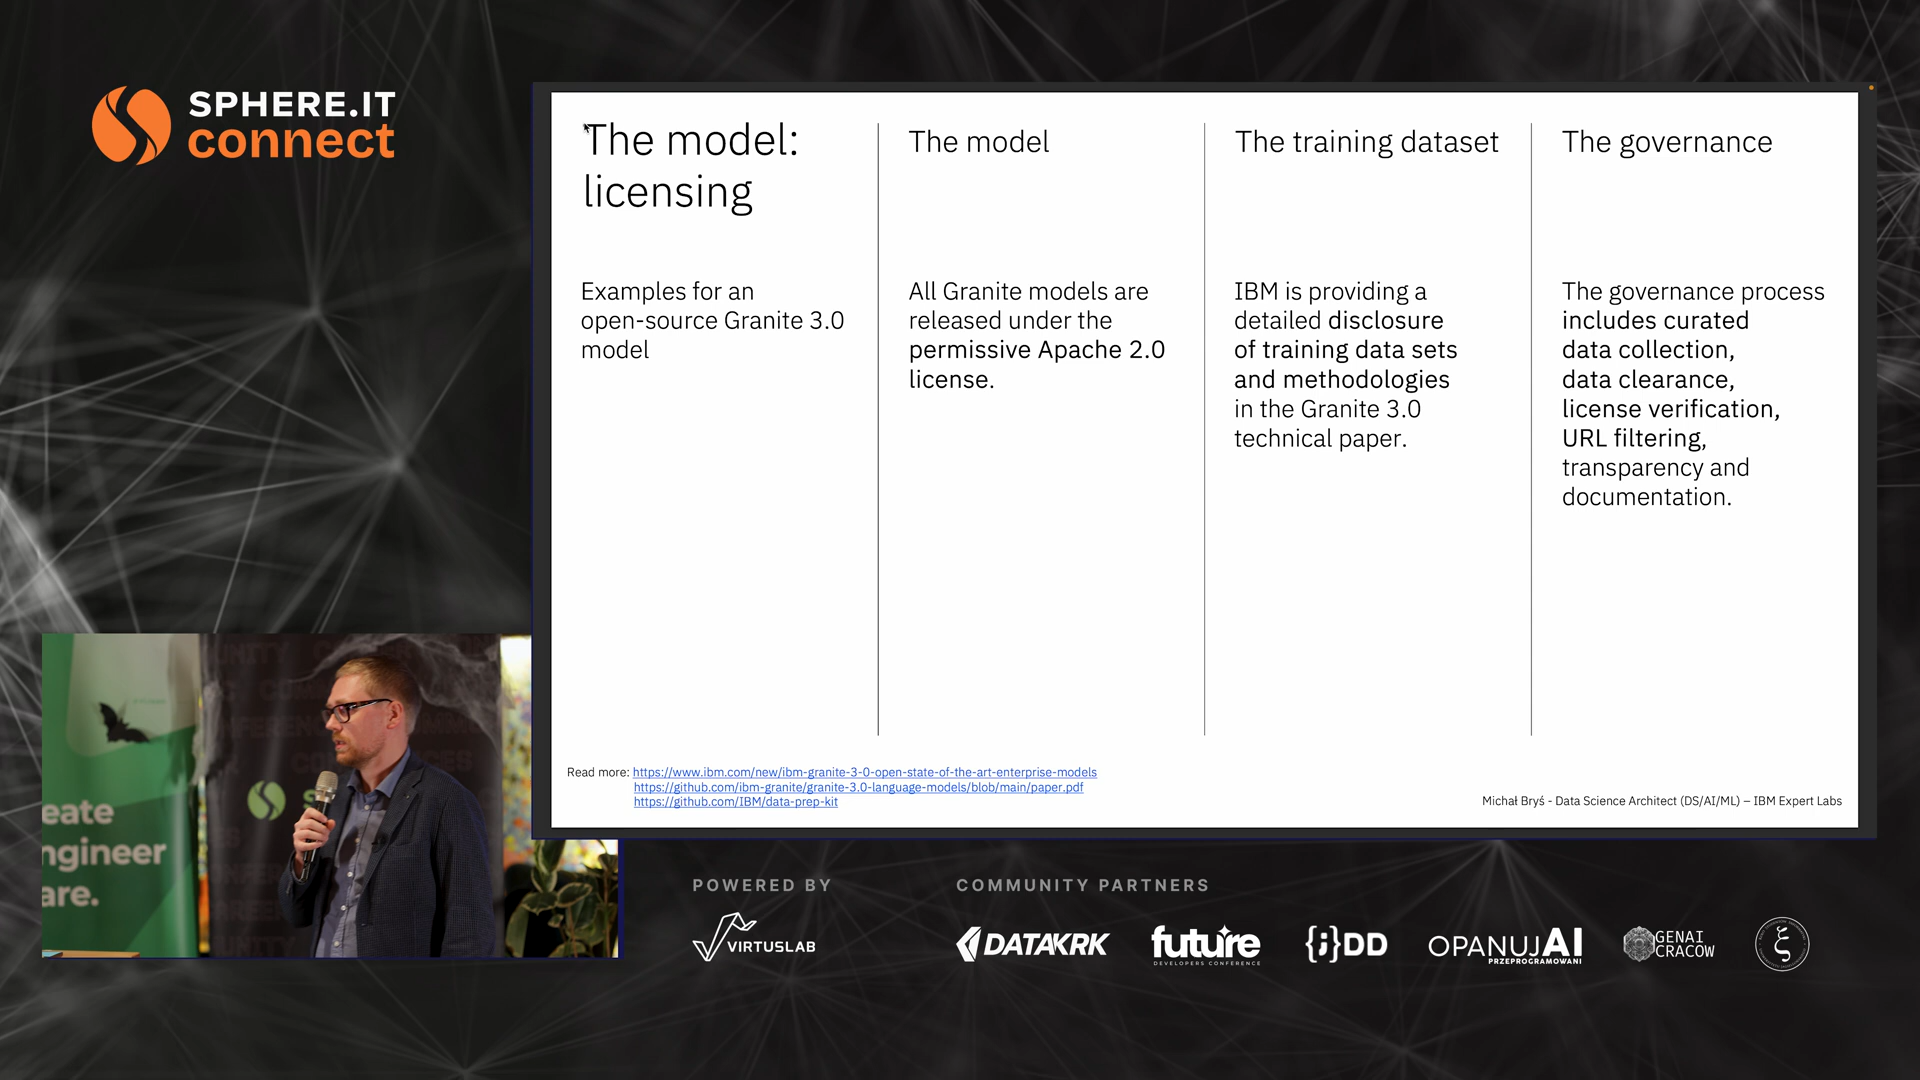 SPHERE.IT
connect
The model:
licensing
Examples for an
open-source Granite 3.0
model
The model
All Granite models are
released under the
permissive Apache 2.0
license.
The training dataset
IBM is providing a
detailed disclosure
of training data sets
and methodologies
in the Granite 3.0
technical paper.
The governance
The governance process
includes curated
data collection,
data clearance,
license verification,
URL filtering,
transparency and
documentation.
Read more: https://www.ibm.com/new/ibm-granite-3-0-open-state-of-the-art-enterprise-models
https://github.com/ibm-granite/granite-3.0-language-models/blob/main/paper.pdf
https://github.com/IBM/data-prep-kit
Michał Bryś - Data Science Architect (DS/AI/ML) – IBM Expert Labs
eate
ngineer
are.
POWERED BY
VIRTUSLAB
COMMUNITY PARTNERS
DATAKRK
future
DEVELOPERS CONFERENCE
{;}DD
OPANUJAI
PRZEPROGRAMOWANI
GENAI
CRACOW